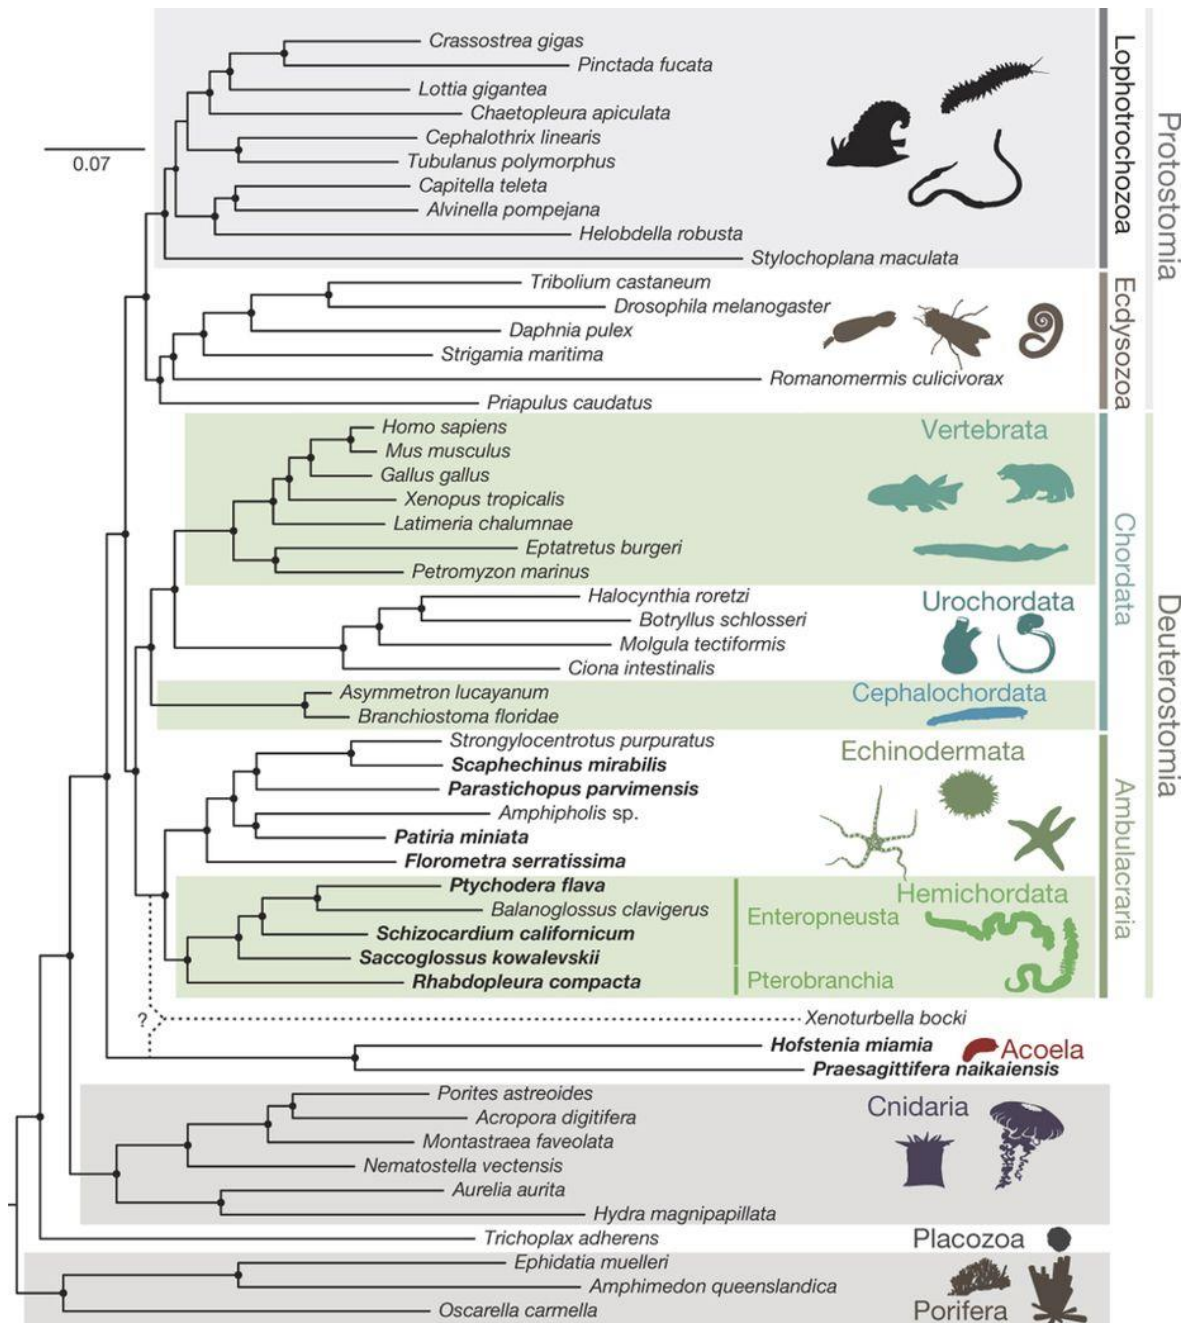 Crassostrea gigas
Pinctada fucata
Lottia gigantea
Chaetopleura apiculata
Cephalothrix linearis
Tubulanus polymorphus
Capitella teleta
Alvinella pompejana
Helobdella robusta
Stylochoplana maculata
Lophotrochozoa
Protostomia
0.07
Tribolium castaneum
Drosophila melanogaster
Daphnia pulex
Strigamia maritima
Romanomermis culicivorax
Priapulus caudatus
Ecdysozoa
Homo sapiens
Mus musculus
Gallus gallus
Xenopus tropicalis
Latimeria chalumnae
Eptatretus burgeri
Petromyzon marinus
Vertebrata
Halocynthia roretzi
Botryllus schlosseri
Molgula tectiformis
Ciona intestinalis
Urochordata
Asymmetron lucayanum
Branchiostoma floridae
Cephalochordata
Chordata
Deuterostomia
Strongylocentrotus purpuratus
Scaphechinus mirabilis
Parastichopus parvimensis
Amphipholis sp.
Patiria miniata
Florometra serratissima
Echinodermata
Ptychodera flava
Balanoglossus clavigerus
Schizocardium californicum
Saccoglossus kowalevskii
Rhabdopleura compacta
Hemichordata
Enteropneusta
Pterobranchia
Ambulacraria
?
Xenoturbella bocki
Hofstenia miamia
Praesagittifera naikaiensis
Acoela
Porites astreoides
Acropora digitifera
Montastraea faveolata
Nematostella vectensis
Aurelia aurita
Hydra magnipapillata
Cnidaria
Trichoplax adherens
Placozoa
Ephidatia muelleri
Amphimedon queenslandica
Oscarella carmella
Porifera